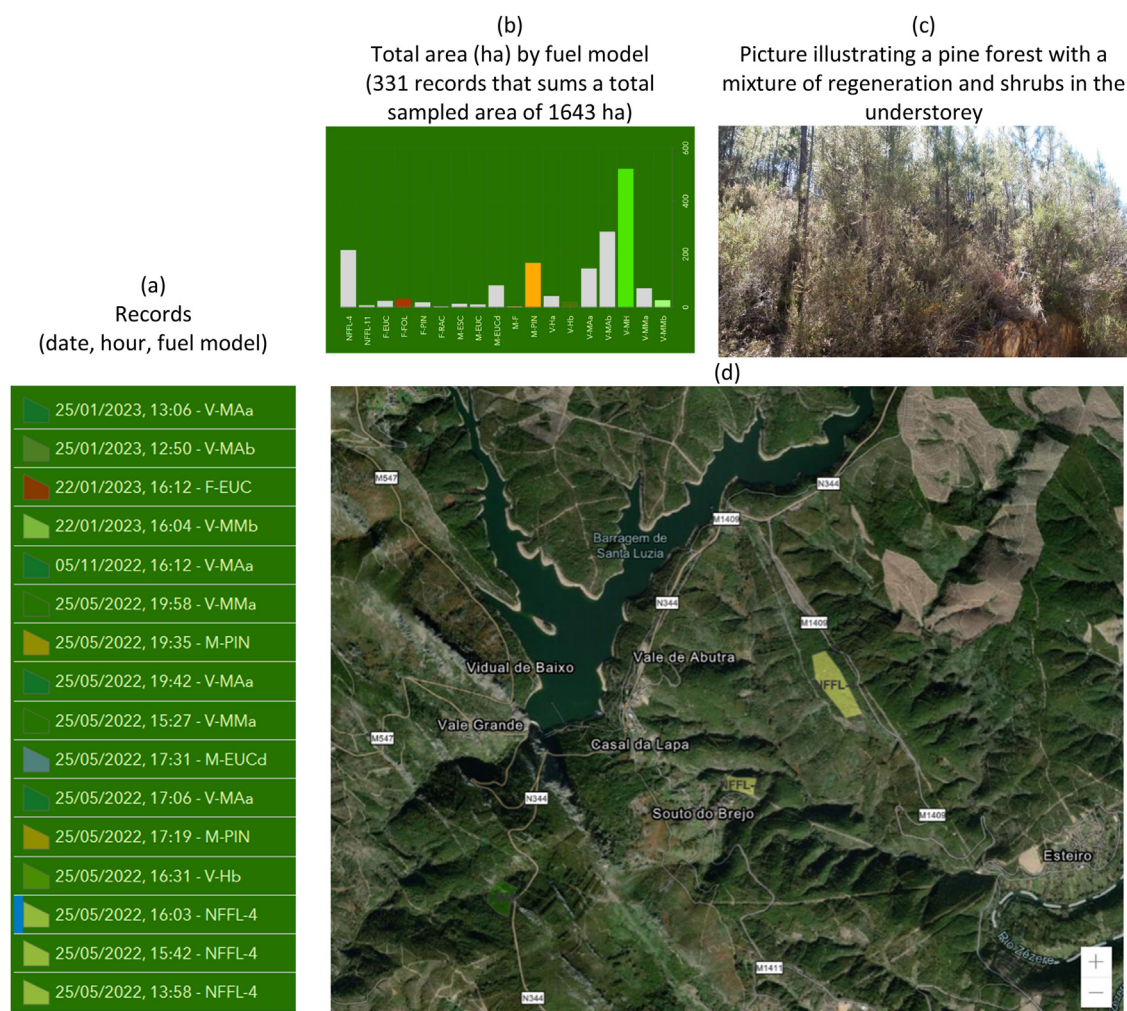 (b)
Total area (ha) by fuel model
(331 records that sums a total
sampled area of 1643 ha)
(c)
Picture illustrating a pine forest with a
mixture of regeneration and shrubs in the
understorey
600
400
200
0
NFFL-4
NFFL-11
F-EUC
F-FOL
F-PIN
F-RAC
M-ESC
M-EUC
M-EUCd
M-F
M-PIN
V-Ha
V-Hb
V-MAa
V-MAb
V-MH
V-MMa
V-MMb
(a)
Records
(date, hour, fuel model)
25/01/2023, 13:06 - V-MAa
25/01/2023, 12:50 - V-MAb
22/01/2023, 16:12 - F-EUC
22/01/2023, 16:04 - V-MMb
05/11/2022, 16:12 - V-MAa
25/05/2022, 19:58 - V-MMa
25/05/2022, 19:35 - M-PIN
25/05/2022, 19:42 - V-MAa
25/05/2022, 15:27 - V-MMa
25/05/2022, 17:31 - M-EUCd
25/05/2022, 17:06 - V-MAa
25/05/2022, 17:19 - M-PIN
25/05/2022, 16:31 - V-Hb
25/05/2022, 16:03 - NFFL-4
25/05/2022, 15:42 - NFFL-4
25/05/2022, 13:58 - NFFL-4
(d)
M547
N344
M1409
Barragem de
Santa Luzia
N344
M1409
Vale de Abutra
Vidual de Baixo
NFFL-
Vale Grande
M547
Casal da Lapa
NFFL-
N344
Souto do Brejo
M1409
Esteiro
Rio Zêzere
M1411
N344
+
−